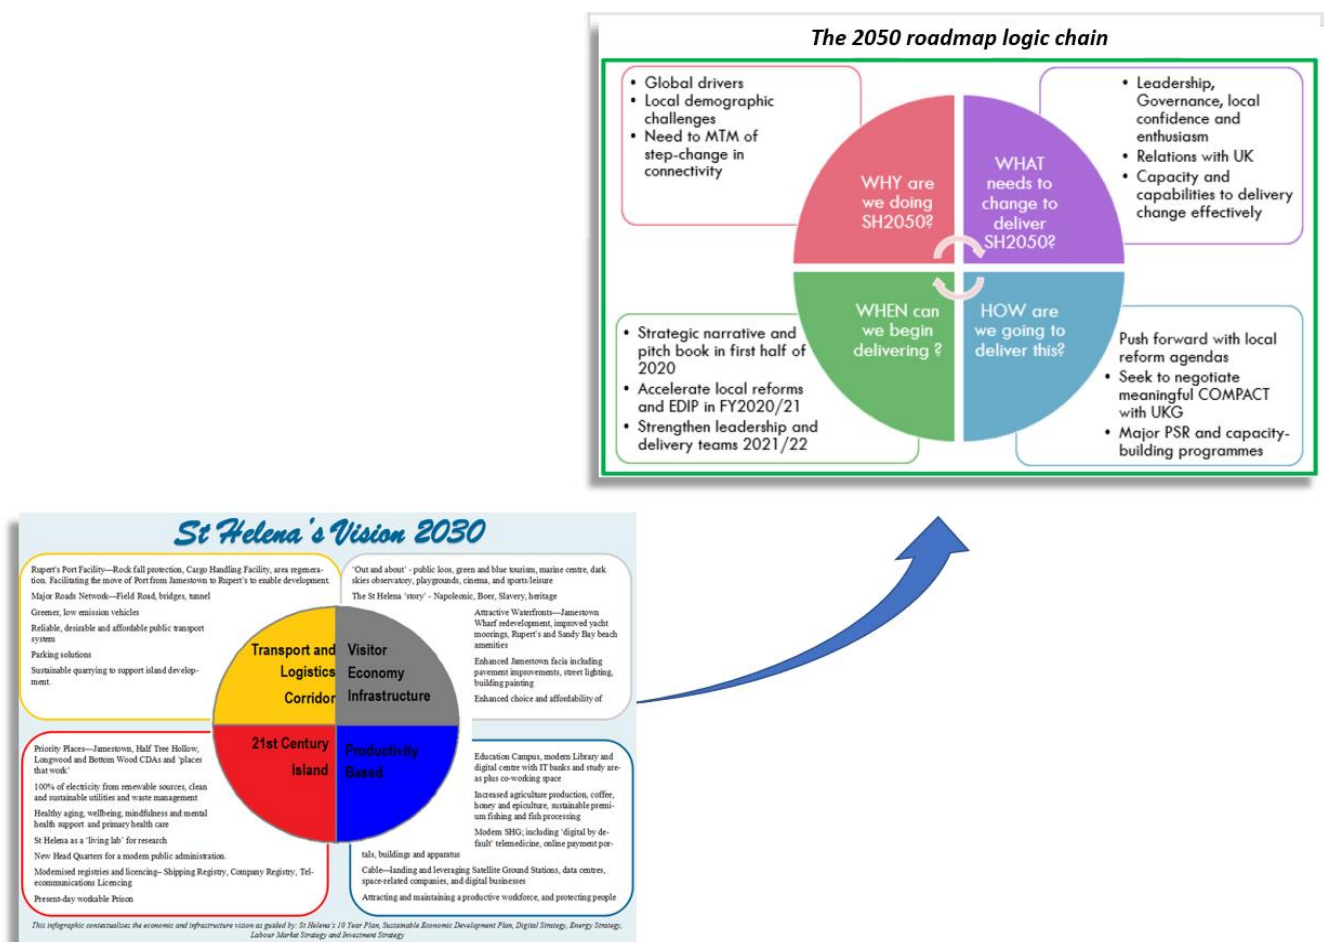 The 2050 roadmap logic chain
• Global drivers
• Local demographic
challenges
• Need to MTM of
step-change in
connectivity
WHY are
we doing
SH2050?
WHAT
needs to
change to
deliver
SH2050?
• Leadership,
Governance, local
confidence and
enthusiasm
• Relations with UK
• Capacity and
capabilities to delivery
change effectively
• Strategic narrative and
pitch book in first half of
2020
• Accelerate local reforms
and EDIP in FY2020/21
• Strengthen leadership and
delivery teams 2021/22
WHEN can
we begin
delivering ?
HOW are
we going to
deliver this?
Push forward with local
reform agendas
• Seek to negotiate
meaningful COMPACT
with UKG
• Major PSR and capacity-
building programmes
St Helena's Vision 2030
Rupert's Port Facility—Rock fall protection, Cargo Handling Facility, area regenera-
tion. Facilitating the move of Port from Jamestown to Rupert's to enable development.
Major Roads Network—Field Road, bridges, tunnel
Greener, low emission vehicles
Reliable, desirable and affordable public transport
system
Parking solutions
Sustainable quarrying to support island develop-
ment.
Transport and
Logistics
Corridor
Visitor
Economy
Infrastructure
'Out and about' - public loos, green and blue tourism, marine centre, dark
skies observatory, playgrounds, cinema, and sports/leisure
The St Helena 'story' - Napoleonic, Boer, Slavery, heritage
Attractive Waterfronts—Jamestown
Wharf redevelopment, improved yacht
moorings, Rupert's and Sandy Bay beach
amenities
Enhanced Jamestown facia including
pavement improvements, street lighting,
building painting
Enhanced choice and affordability of
Priority Places—Jamestown, Half Tree Hollow,
Longwood and Bottom Wood CDAs and 'places
that work'
100% of electricity from renewable sources, clean
and sustainable utilities and waste management
Healthy aging, wellbeing, mindfulness and mental
health support and primary health care
St Helena as a 'living lab' for research
New Head Quarters for a modern public administration.
Modernised registries and licencing– Shipping Registry, Company Registry, Tel-
ecommunications Licencing
Present-day workable Prison
21st Century
Island
Productivity
Based
Education Campus, modern Library and
digital centre with IT banks and study are-
as plus co-working space
Increased agriculture production, coffee,
honey and epiculture, sustainable premi-
um fishing and fish processing
Modern SHG; including 'digital by de-
fault' telemedicine, online payment por-
tals, buildings and apparatus
Cable—landing and leveraging Satellite Ground Stations, data centres,
space-related companies, and digital businesses
Attracting and maintaining a productive workforce, and protecting people
This infographic contextualises the economic and infrastructure vision as guided by: St Helena's 10 Year Plan, Sustainable Economic Development Plan, Digital Strategy, Energy Strategy,
Labour Market Strategy and Investment Strategy